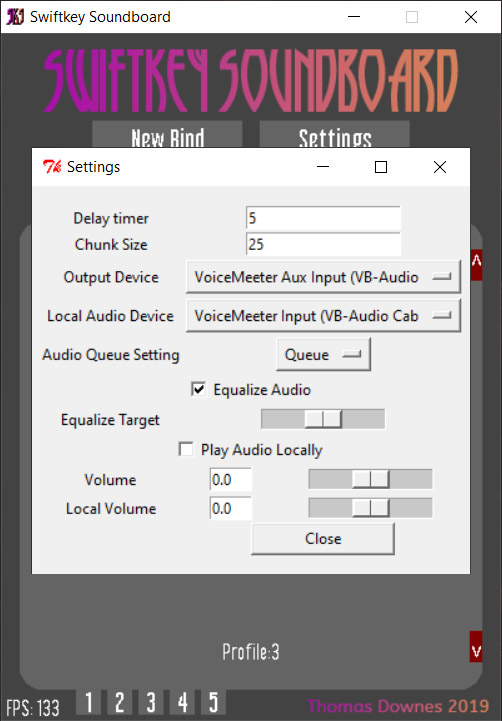 Swiftkey Soundboard
SWIFTKEY SOUNDBOARD
New Bind Settings
Settings
Delay timer 5
Chunk Size 25
Output Device VoiceMeeter Aux Input (VB-Audio
Local Audio Device VoiceMeeter Input (VB-Audio Cab
Audio Queue Setting Queue
Equalize Audio
Equalize Target
Play Audio Locally
Volume 0.0
Local Volume 0.0
Close
Profile:3
FPS: 133 1 2 3 4 5 Thomas Downes 2019